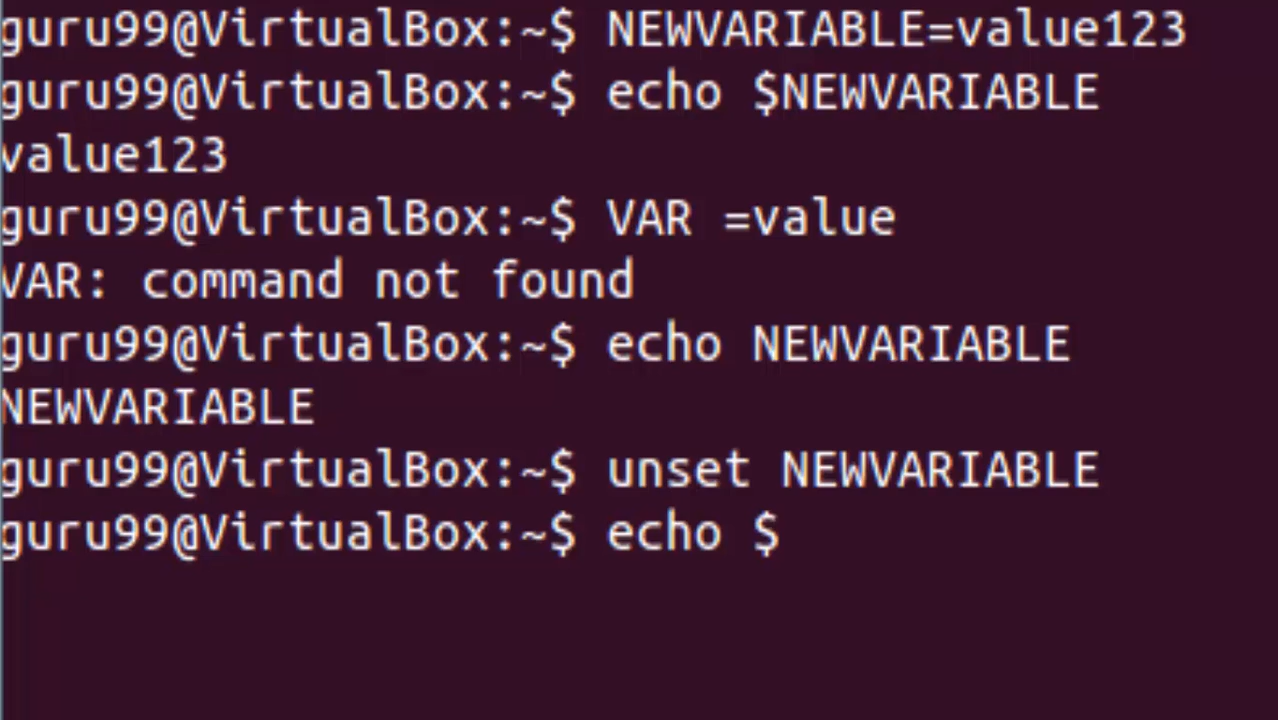 guru99@VirtualBox:~$ NEWVARIABLE=value123
guru99@VirtualBox:~$ echo $NEWVARIABLE
value123
guru99@VirtualBox:~$ VAR =value
VAR: command not found
guru99@VirtualBox:~$ echo NEWVARIABLE
NEWVARIABLE
guru99@VirtualBox:~$ unset NEWVARIABLE
guru99@VirtualBox:~$ echo $